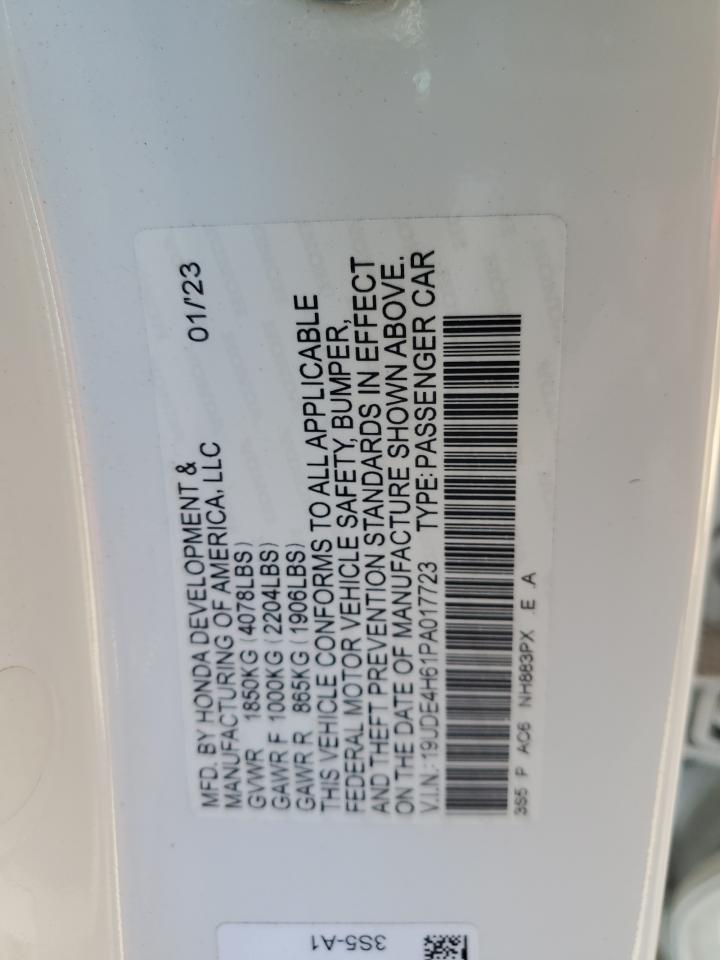 MFD. BY HONDA DEVELOPMENT &
MANUFACTURING OF AMERICA, LLC 01/'23
GVWR 1850KG (4078LBS)
GAWR F 1000KG (2204LBS)
GAWR R 865KG (1906LBS)
THIS VEHICLE CONFORMS TO ALL APPLICABLE
FEDERAL MOTOR VEHICLE SAFETY, BUMPER,
AND THEFT PREVENTION STANDARDS IN EFFECT
ON THE DATE OF MANUFACTURE SHOWN ABOVE.
V.I.N.: 19UDE4H61PA017723 TYPE: PASSENGER CAR
3S5 P AC6 NH883PX .E .A
3S5-A1